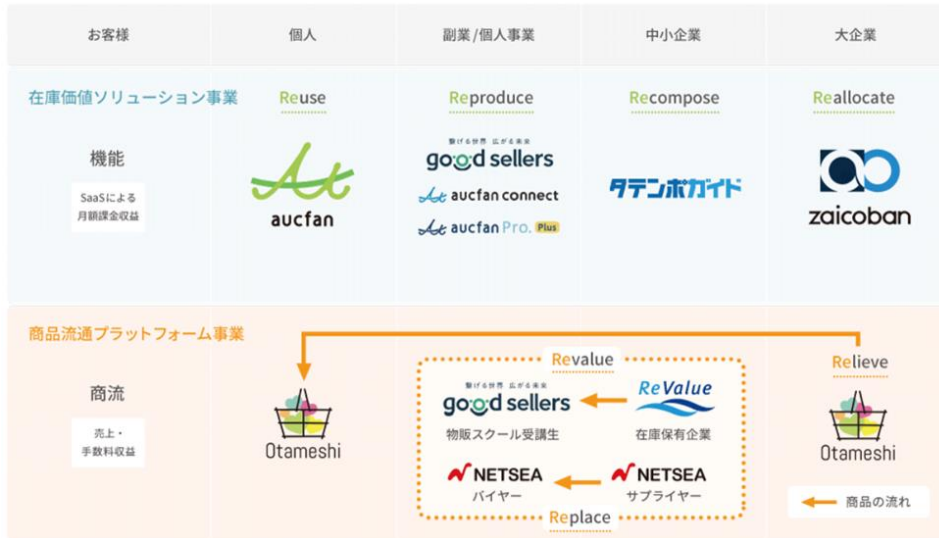 お客様
個人
副業/個人事業
中小企業
大企業
在庫価値ソリューション事業
Reuse
Reproduce
Recompose
Reallocate
機能
SaaSによる
月額課金収益
aucfan
繋げる世界 広がる未来
good sellers
aucfan connect
aucfan Pro. Plus
タテンポガイド
zaicoban
商品流通プラットフォーム事業
Revalue
Relieve
商流
売上・
手数料収益
Otameshi
繋げる世界 広がる未来
good sellers
物販スクール受講生
ReValue
在庫保有企業
NETSEA
バイヤー
NETSEA
サプライヤー
Replace
Otameshi
商品の流れ